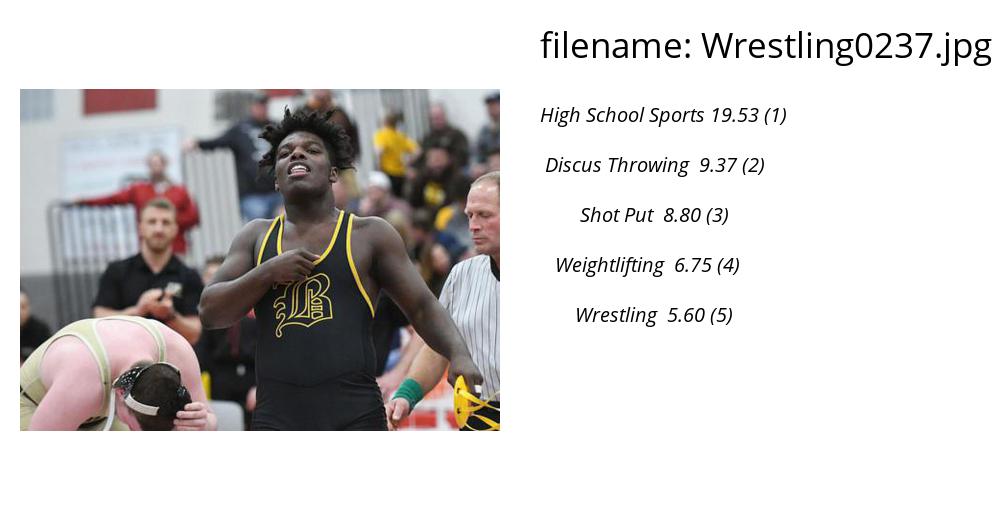 filename: Wrestling0237.jpg
High School Sports 19.53 (1)
Discus Throwing 9.37 (2)
Shot Put 8.80 (3)
Weightlifting 6.75 (4)
Wrestling 5.60 (5)
B